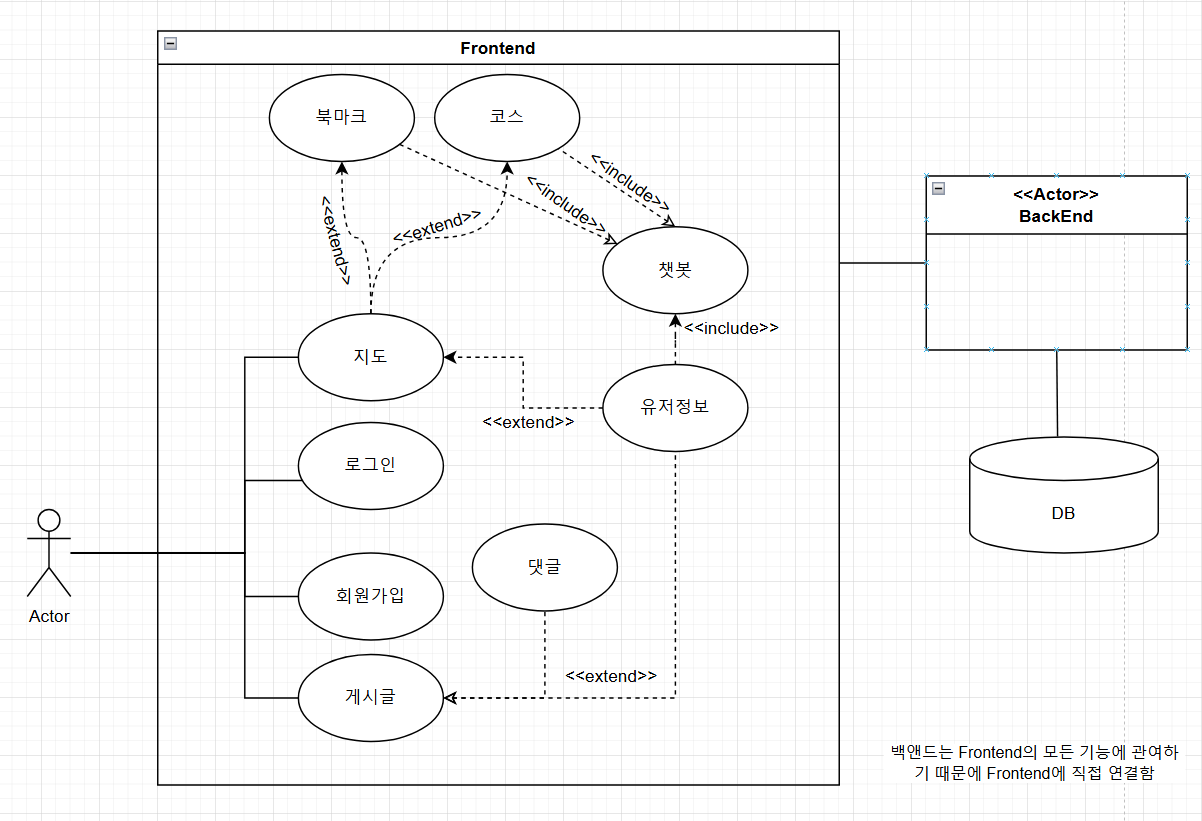 Frontend
북마크
코스
<<include>>
<<include>>
<<extend>>
<<extend>>
<<Actor>>
BackEnd
챗봇
<<include>>
지도
유저정보
<<extend>>
로그인
DB
댓글
회원가입
Actor
<<extend>>
게시글
백앤드는 Frontend의 모든 기능에 관여하
기 때문에 Frontend에 직접 연결함